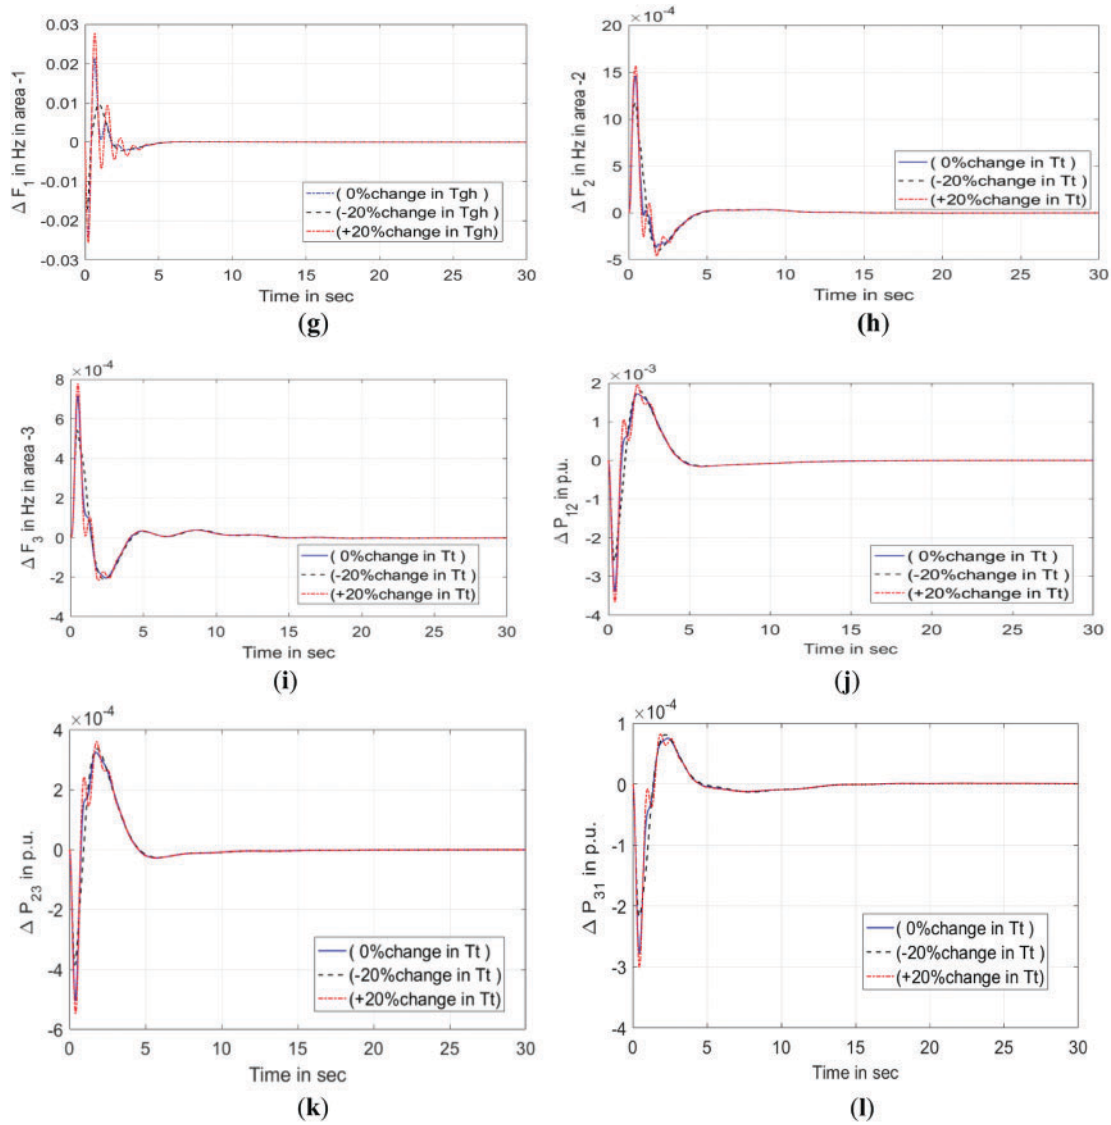 0.03
0.02
0.01
0
-0.01
-0.02
-0.03
Δ F1 in Hz in area -1
( 0%change in Tgh )
(-20%change in Tgh )
(+20%change in Tgh)
0 5 10 15 20 25 30
Time in sec
(g)
×10-4
20
15
10
5
0
-5
Δ F2 in Hz in area -2
( 0%change in Tt )
(-20%change in Tt )
(+20%change in Tt)
0 5 10 15 20 25 30
Time in sec
(h)
×10-4
8
6
4
2
0
-2
-4
Δ F3 in Hz in area -3
( 0%change in Tt )
(-20%change in Tt )
(+20%change in Tt)
0 5 10 15 20 25 30
Time in sec
(i)
×10-3
2
1
0
-1
-2
-3
-4
Δ P12 in p.u.
( 0%change in Tt )
(-20%change in Tt )
(+20%change in Tt)
0 5 10 15 20 25 30
Time in sec
(j)
×10-4
4
2
0
-2
-4
-6
Δ P23 in p.u.
( 0%change in Tt )
(-20%change in Tt )
(+20%change in Tt)
0 5 10 15 20 25 30
Time in sec
(k)
×10-4
1
0
-1
-2
-3
-4
Δ P31 in p.u.
( 0%change in Tt )
(-20%change in Tt )
(+20%change in Tt)
0 5 10 15 20 25 30
Time in sec
(l)